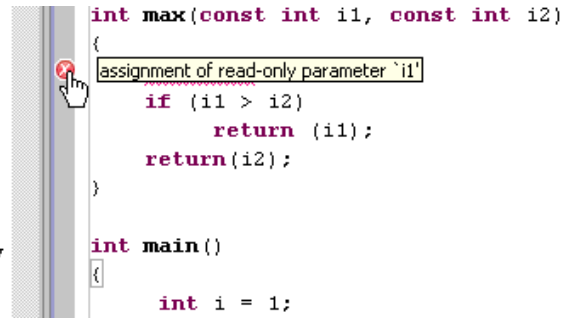 int max(const int i1, const int i2)
{
assignment of read-only parameter `i1'
if (i1 > i2)
return (i1);
return(i2);
}
int main()
{
int i = 1;